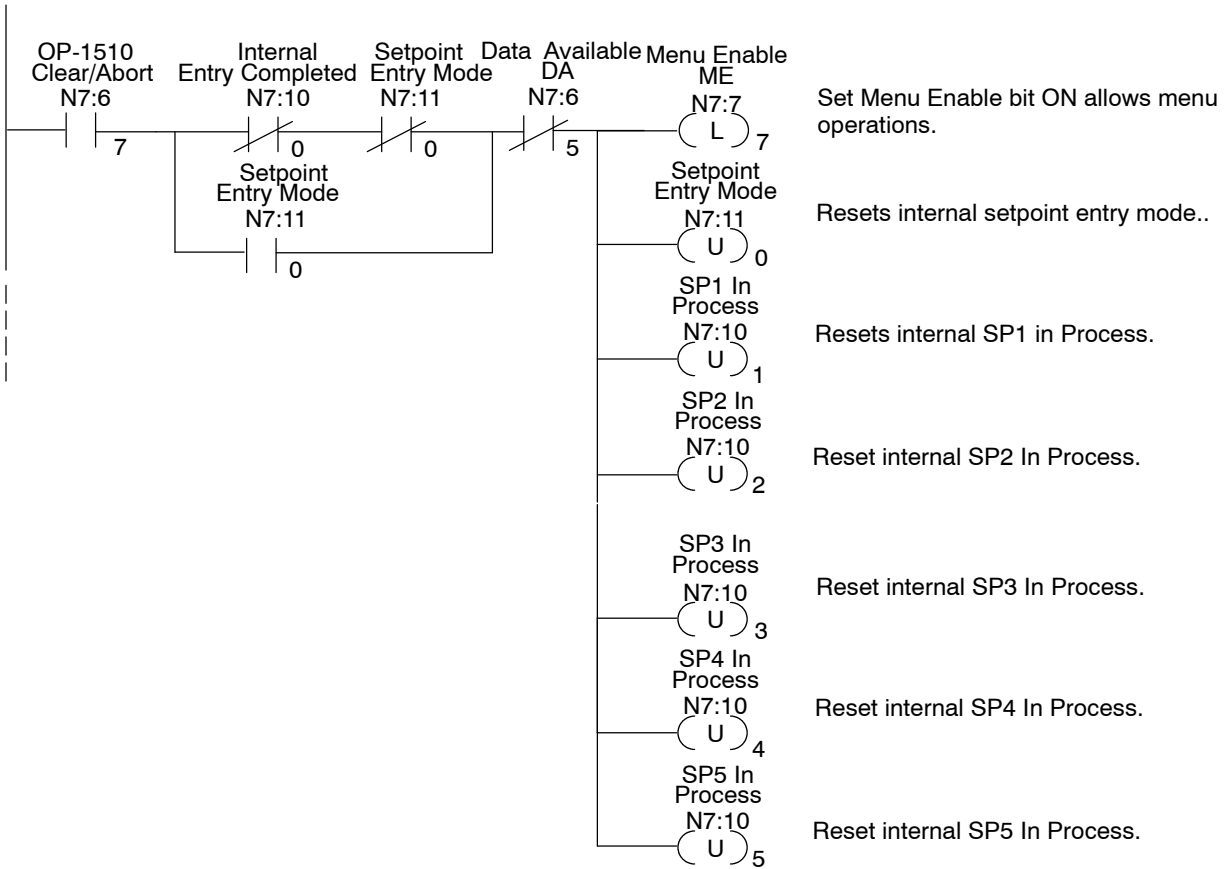 OP-1510
Clear/Abort
N7:6
7
Internal
Entry Completed
N7:10
0
Setpoint
Entry Mode
N7:11
0
Data Available
DA
N7:6
5
Setpoint
Entry Mode
N7:11
0
Menu Enable
ME
N7:7
L
7
Set Menu Enable bit ON allows menu
operations.
Setpoint
Entry Mode
N7:11
U
0
Resets internal setpoint entry mode..
SP1 In
Process
N7:10
U
1
Resets internal SP1 in Process.
SP2 In
Process
N7:10
U
2
Reset internal SP2 In Process.
SP3 In
Process
N7:10
U
3
Reset internal SP3 In Process.
SP4 In
Process
N7:10
U
4
Reset internal SP4 In Process.
SP5 In
Process
N7:10
U
5
Reset internal SP5 In Process.